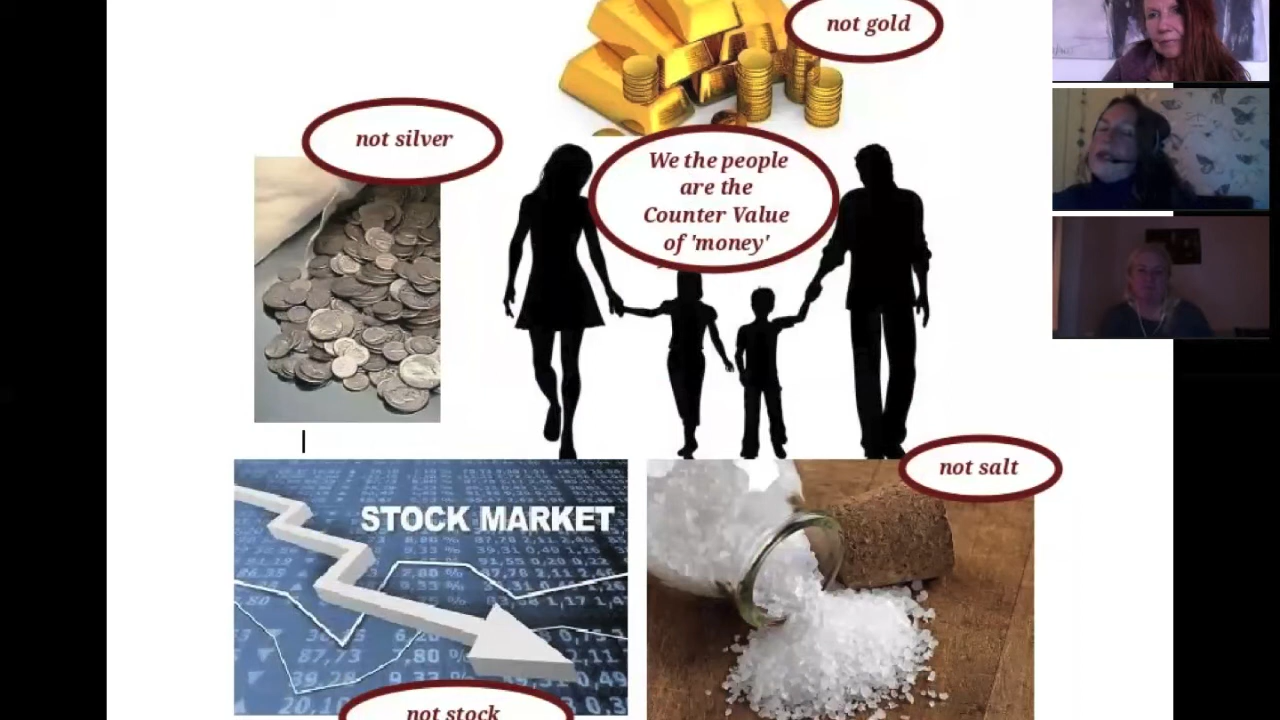 not gold
not silver
We the people
are the
Counter Value
of 'money'
not salt
STOCK MARKET
not stock